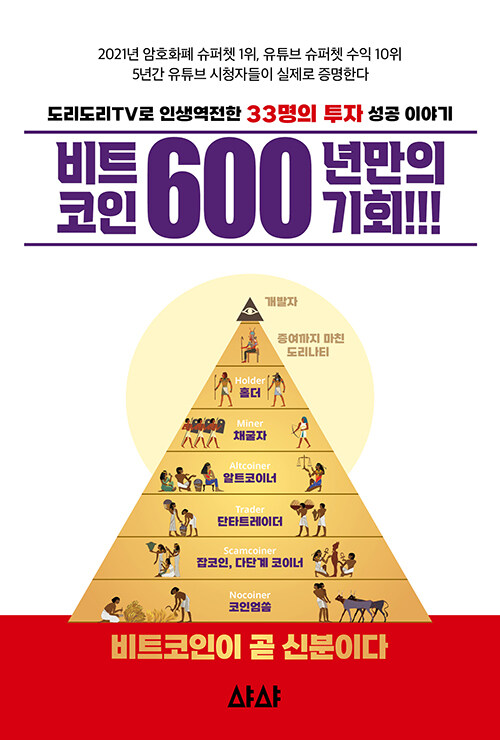 2021년 암호화폐 슈퍼쳇 1위, 유튜브 슈퍼쳇 수익 10위
5년간 유튜브 시청자들이 실제로 증명한다
도리도리TV로 인생역전한 33명의 투자 성공 이야기
비트코인 600년만의 기회!!!
개발자
증여까지 마친
도리나티
Holder
홀더
Miner
채굴자
Altcoiner
알트코이너
Trader
단타트레이더
Scamcoiner
잡코인, 다단계 코이너
Nocoiner
코인없씀
비트코인이 곧 신분이다
샤샤